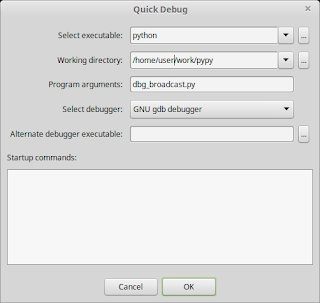 Quick Debug
Select executable: python ...
Working directory: /home/user/work/pypy ...
Program arguments: dbg_broadcast.py
Select debugger: GNU gdb debugger
Alternate debugger executable: ...
Startup commands:
Cancel OK